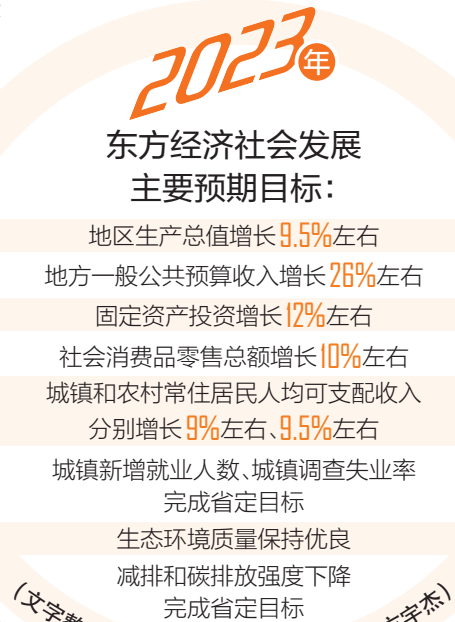 2023年
东方经济社会发展
主要预期目标：
地区生产总值增长9.5%左右
地方一般公共预算收入增长26%左右
固定资产投资增长12%左右
社会消费品零售总额增长10%左右
城镇和农村常住居民人均可支配收入
分别增长9%左右、9.5%左右
城镇新增就业人数、城镇调查失业率
完成省定目标
生态环境质量保持优良
减排和碳排放强度下降
完成省定目标
（文字
宇杰）